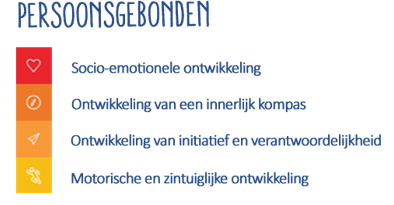 PERSOONSGEBONDEN
Socio-emotionele ontwikkeling
Ontwikkeling van een innerlijk kompas
Ontwikkeling van initiatief en verantwoordelijkheid
Motorische en zintuiglijke ontwikkeling